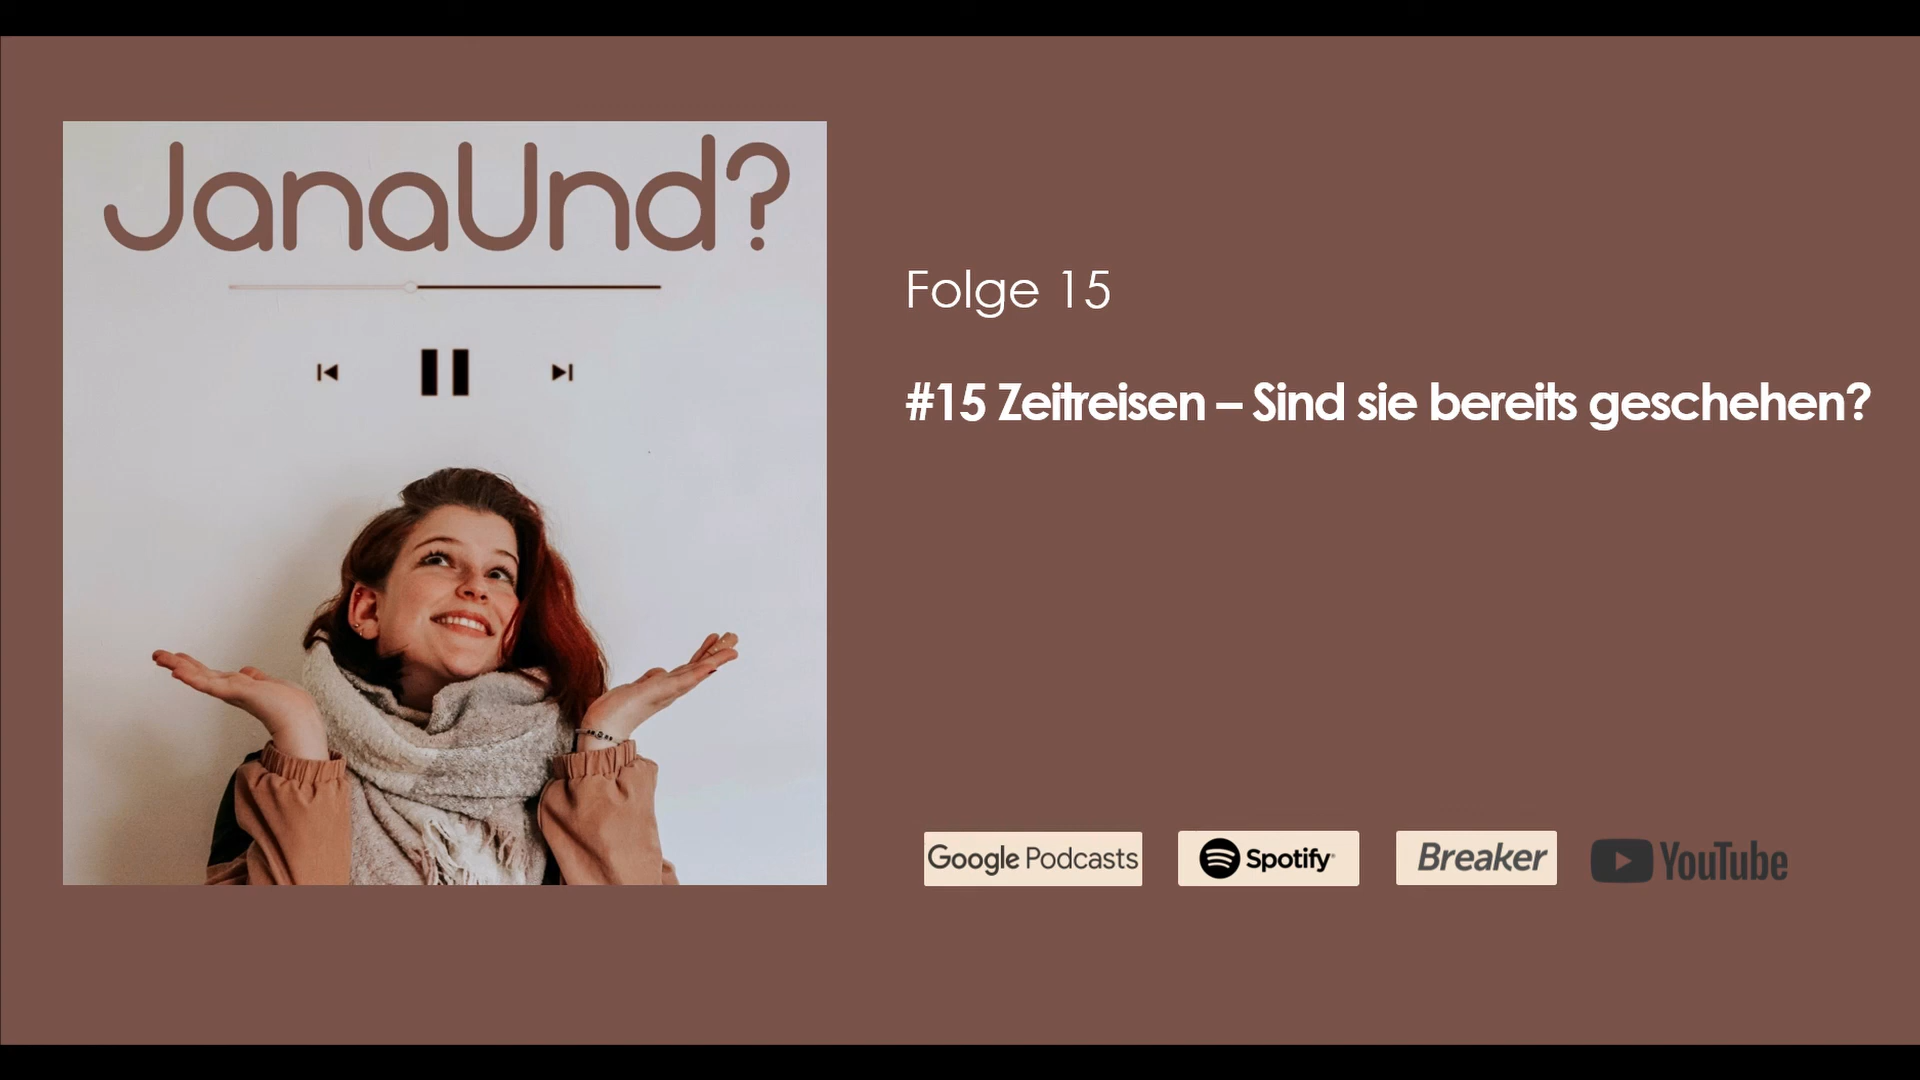 JanaUnd?
Folge 15
#15 Zeitreisen – Sind sie bereits geschehen?
Google Podcasts
Spotify
Breaker
YouTube